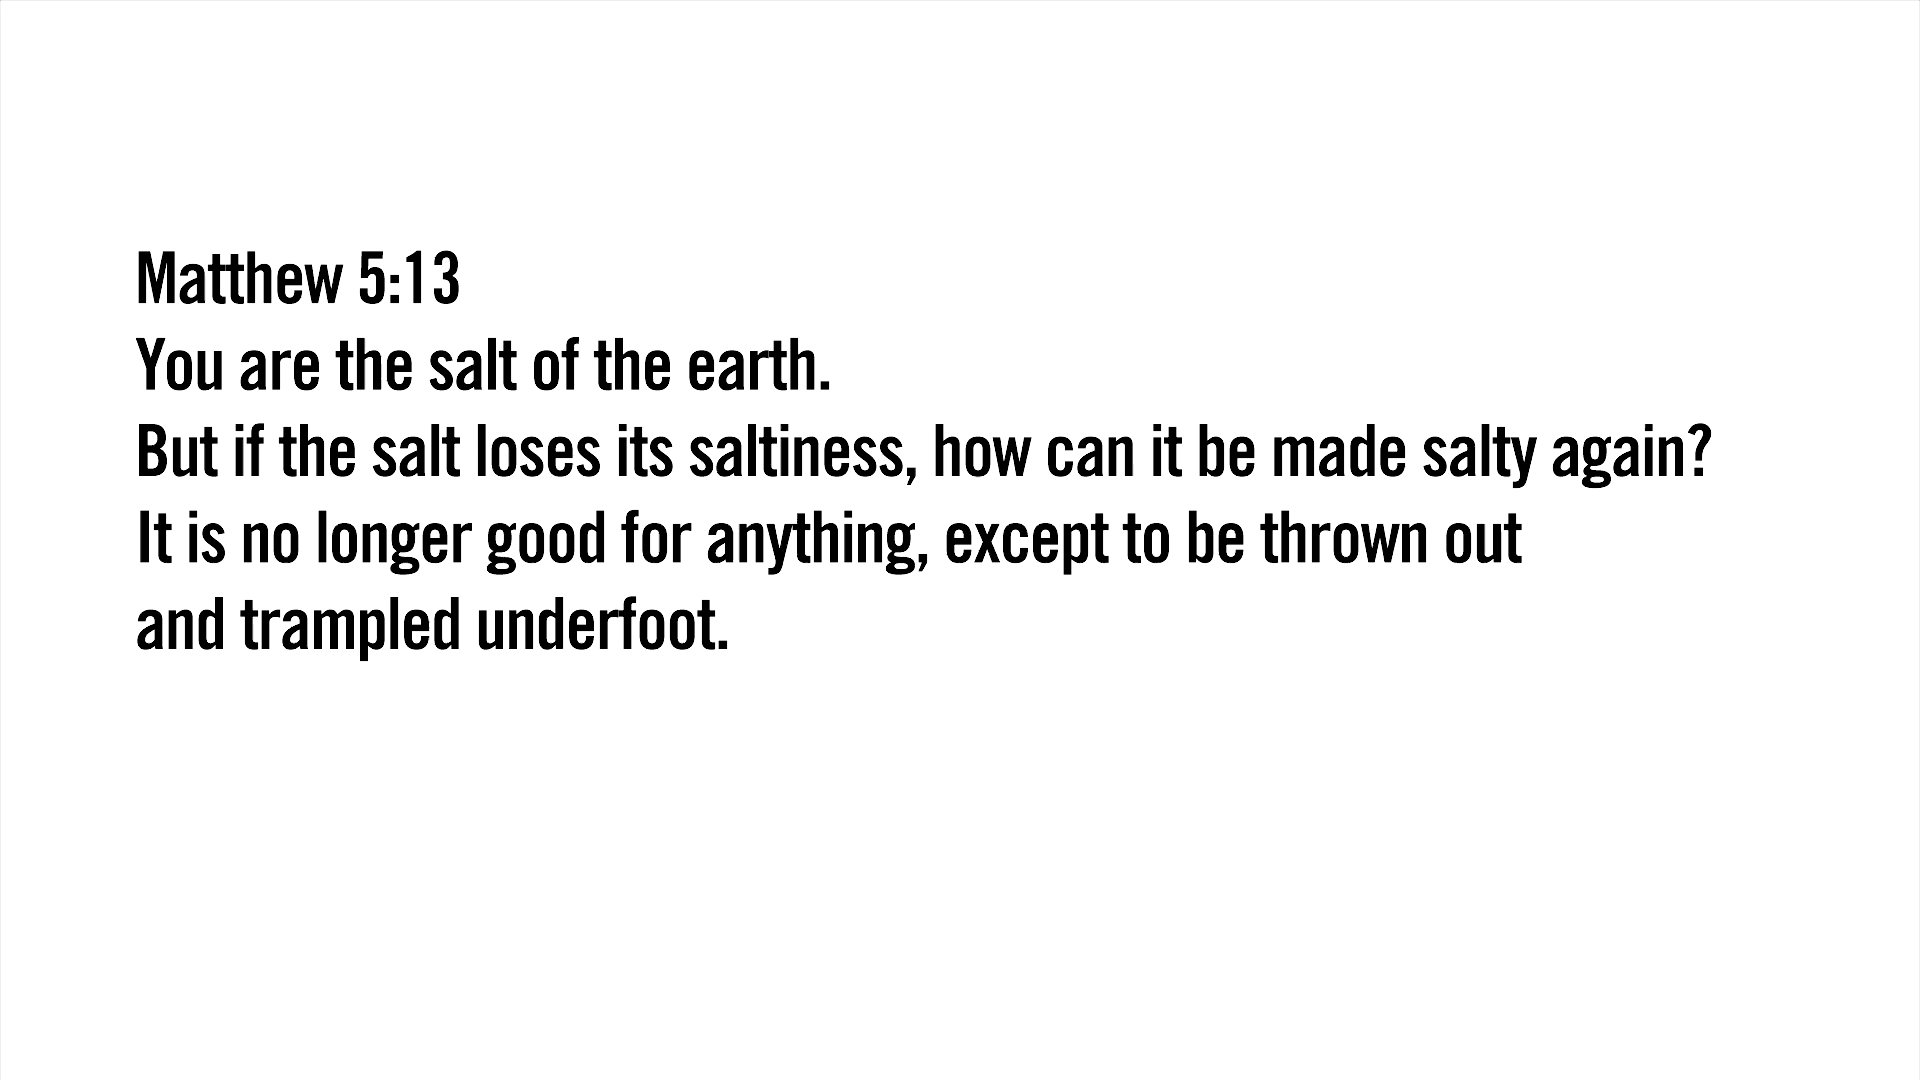 Matthew 5:13
You are the salt of the earth.
But if the salt loses its saltiness, how can it be made salty again?
It is no longer good for anything, except to be thrown out
and trampled underfoot.